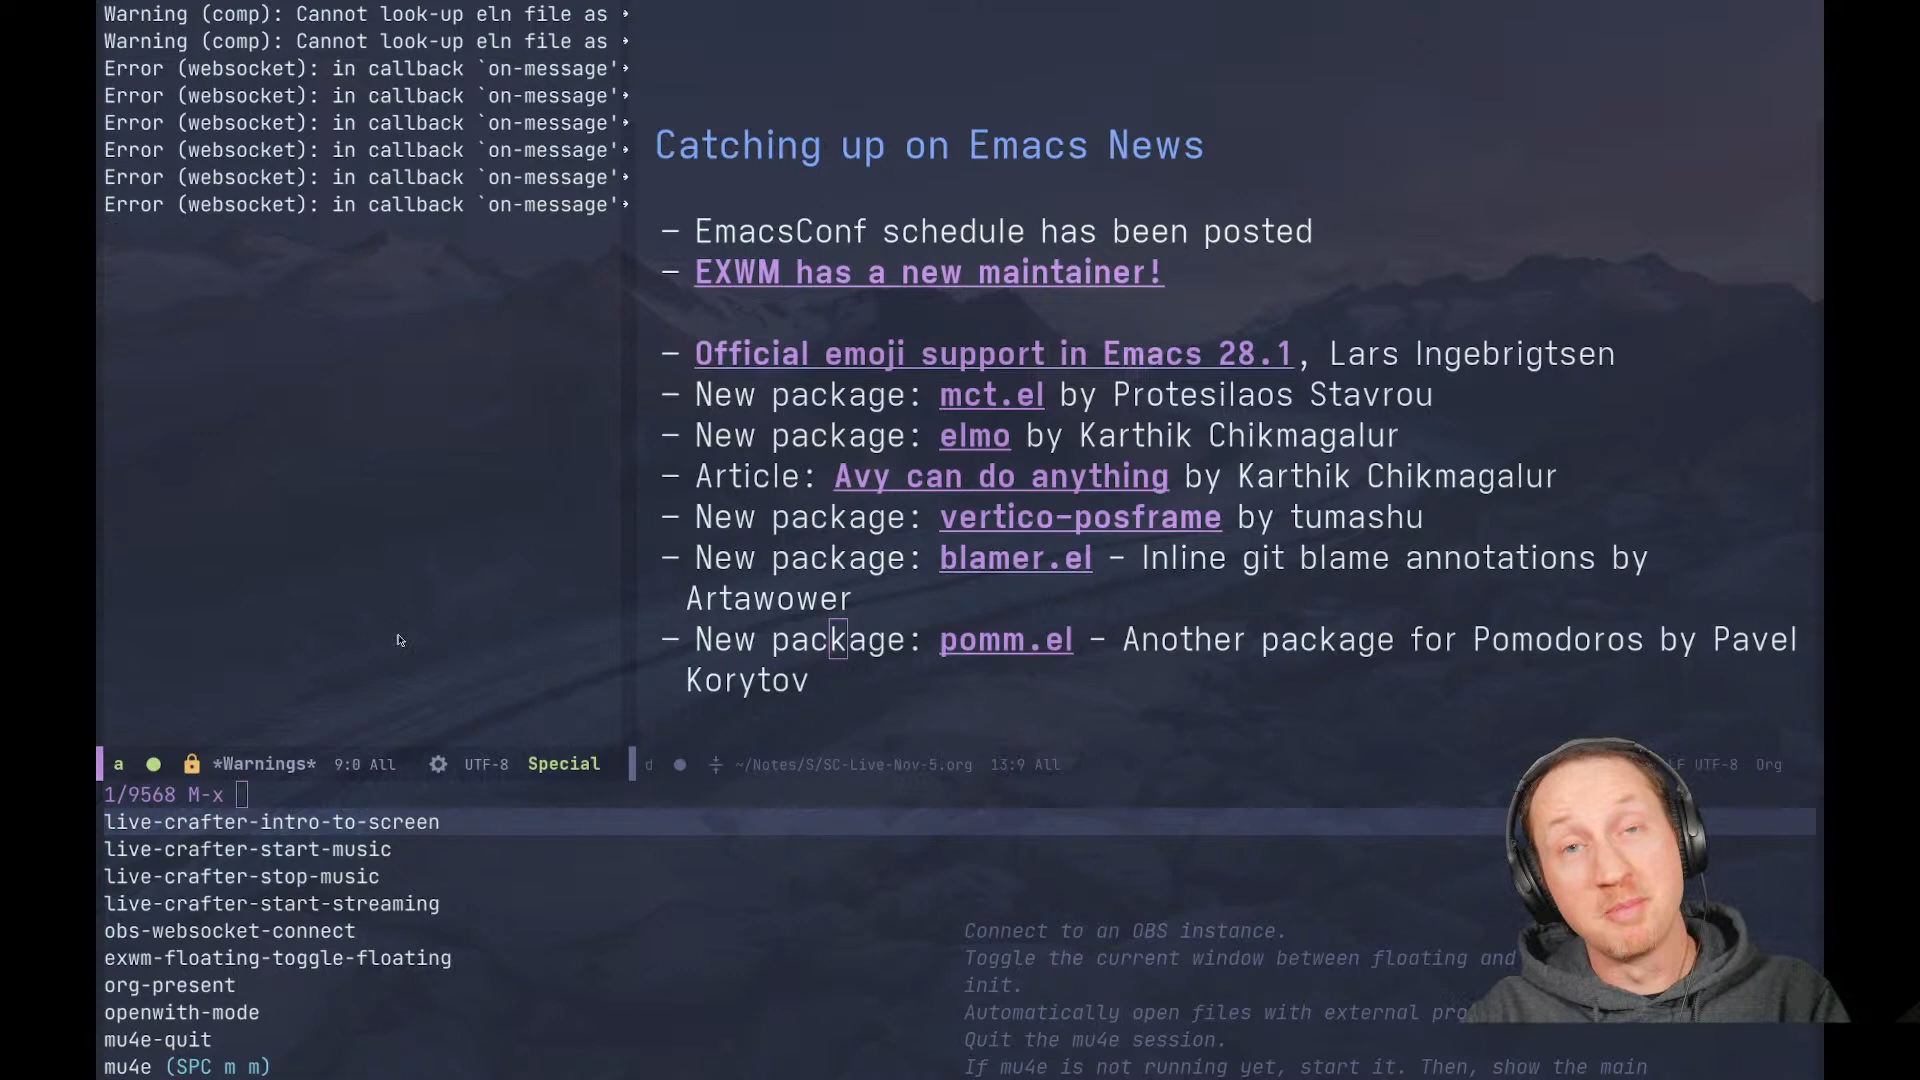 Warning (comp): Cannot look-up eln file as
Warning (comp): Cannot look-up eln file as
Error (websocket): in callback `on-message'
Error (websocket): in callback `on-message'
Error (websocket): in callback `on-message'
Error (websocket): in callback `on-message'
Error (websocket): in callback `on-message'
Error (websocket): in callback `on-message'
Catching up on Emacs News
- EmacsConf schedule has been posted
- EXWM has a new maintainer!
- Official emoji support in Emacs 28.1, Lars Ingebrigtsen
- New package: mct.el by Protesilaos Stavrou
- New package: elmo by Karthik Chikmagalur
- Article: Avy can do anything by Karthik Chikmagalur
- New package: vertico-posframe by tumashu
- New package: blamer.el - Inline git blame annotations by
Artawower
- New package: pomm.el - Another package for Pomodoros by Pavel
Korytov
a *Warnings* 9:0 All UTF-8 Special
d ~/Notes/S/SC-Live-Nov-5.org 13:9 All LF UTF-8 Org
1/9568 M-x
live-crafter-intro-to-screen
live-crafter-start-music
live-crafter-stop-music
live-crafter-start-streaming
obs-websocket-connect Connect to an OBS instance.
exwm-floating-toggle-floating Toggle the current window between floating and
init.
org-present
openwith-mode Automatically open files with external pro
mu4e-quit Quit the mu4e session.
mu4e (SPC m m) If mu4e is not running yet, start it. Then, show the main